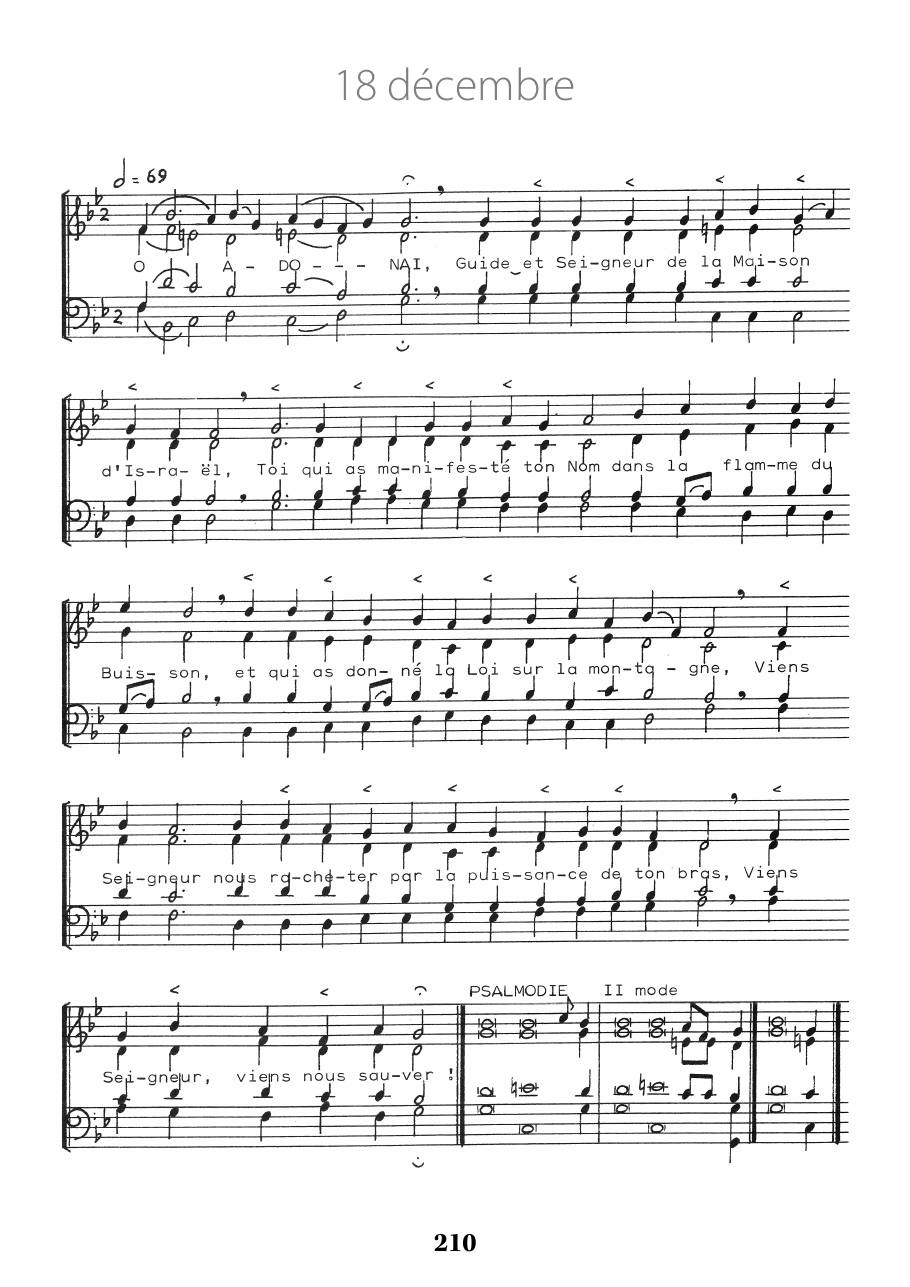 18 décembre
= 69
2
O A - DO - - - NAI, Guide et Sei-gneur de la Mai-son
2
d'Is-ra- ël, Toi qui as ma-ni-fes-té ton Nom dans la flam-me du
Buis- son, et qui as don- né la Loi sur la mon-ta - gne, Viens
Sei-gneur nous ra-che-ter par la puis-san-ce de ton bras, Viens
PSALMODIE II mode
Sei-gneur, viens nous sau-ver !
210